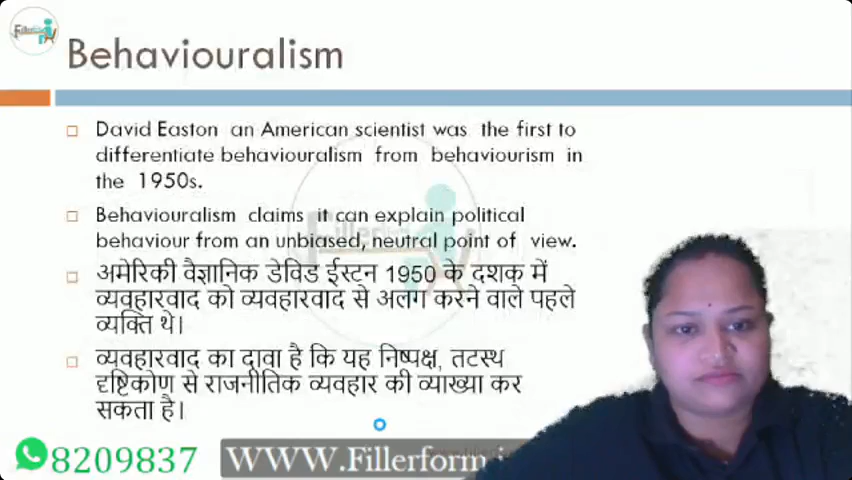 Fillerform
Behaviouralism
David Easton an American scientist was the first to
differentiate behaviouralism from behaviourism in
the 1950s.
Behaviouralism claims it can explain political
behaviour from an unbiased, neutral point of view.
अमेरिकी वैज्ञानिक डेविड ईस्टन 1950 के दशक में
व्यवहारवाद को व्यवहारवाद से अलग करने वाले पहले
व्यक्ति थे।
व्यवहारवाद का दावा है कि यह निष्पक्ष, तटस्थ
दृष्टिकोण से राजनीतिक व्यवहार की व्याख्या कर
सकता है।
8209837
WWW.Fillerform.i